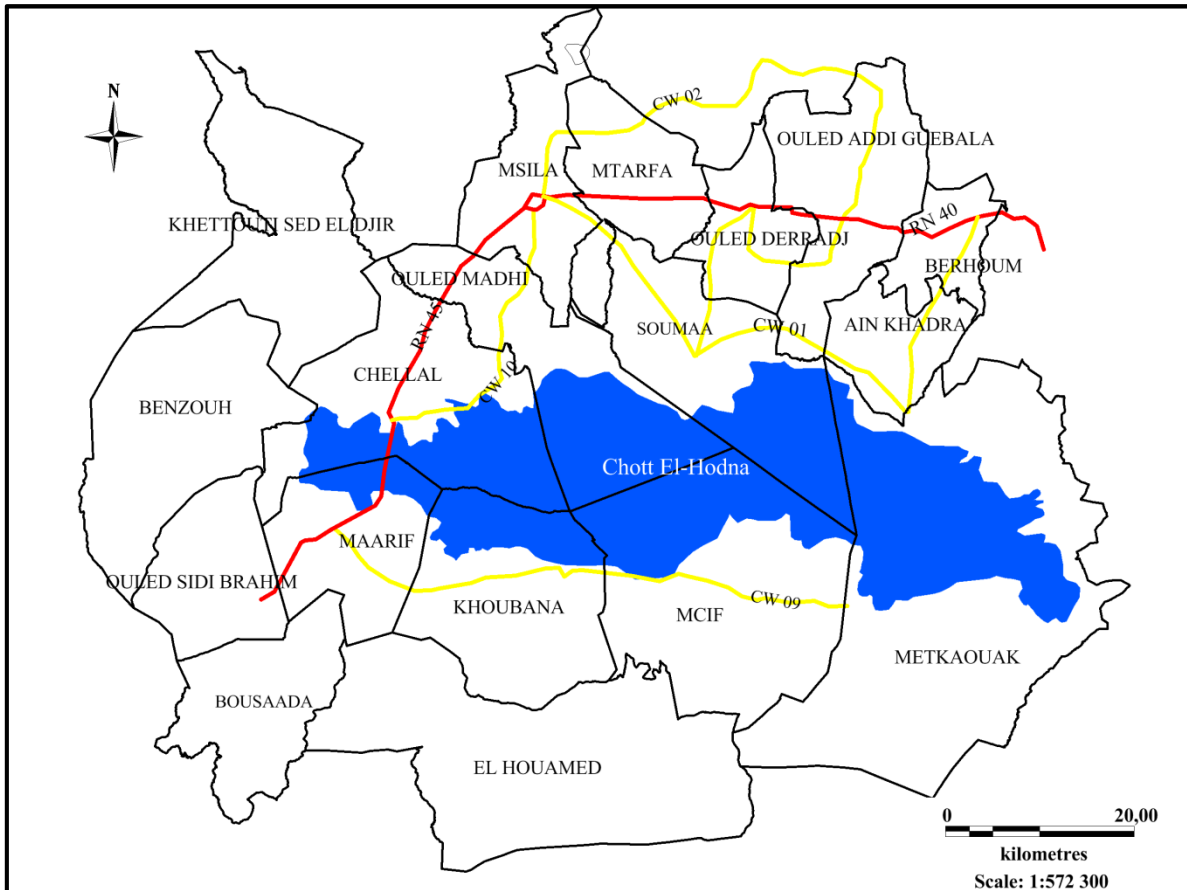 N
CW 02
OULED ADDI GUEBALA
MSILA
MTARFA
KHETTOUTI SED ELIDJIR
RN 40
OULED DERRADJ
BERHOUM
OULED MADHI
RN 45
SOUMAA
CW 01
AIN KHADRA
CHELLAL
CW 10
BENZOUH
Chott El-Hodna
MAARIF
OULED SIDI BRAHIM
KHOUBANA
CW 09
MCIF
METKAOUAK
BOUSAADA
EL HOUAMED
0 20,00
kilometres
Scale: 1:572 300